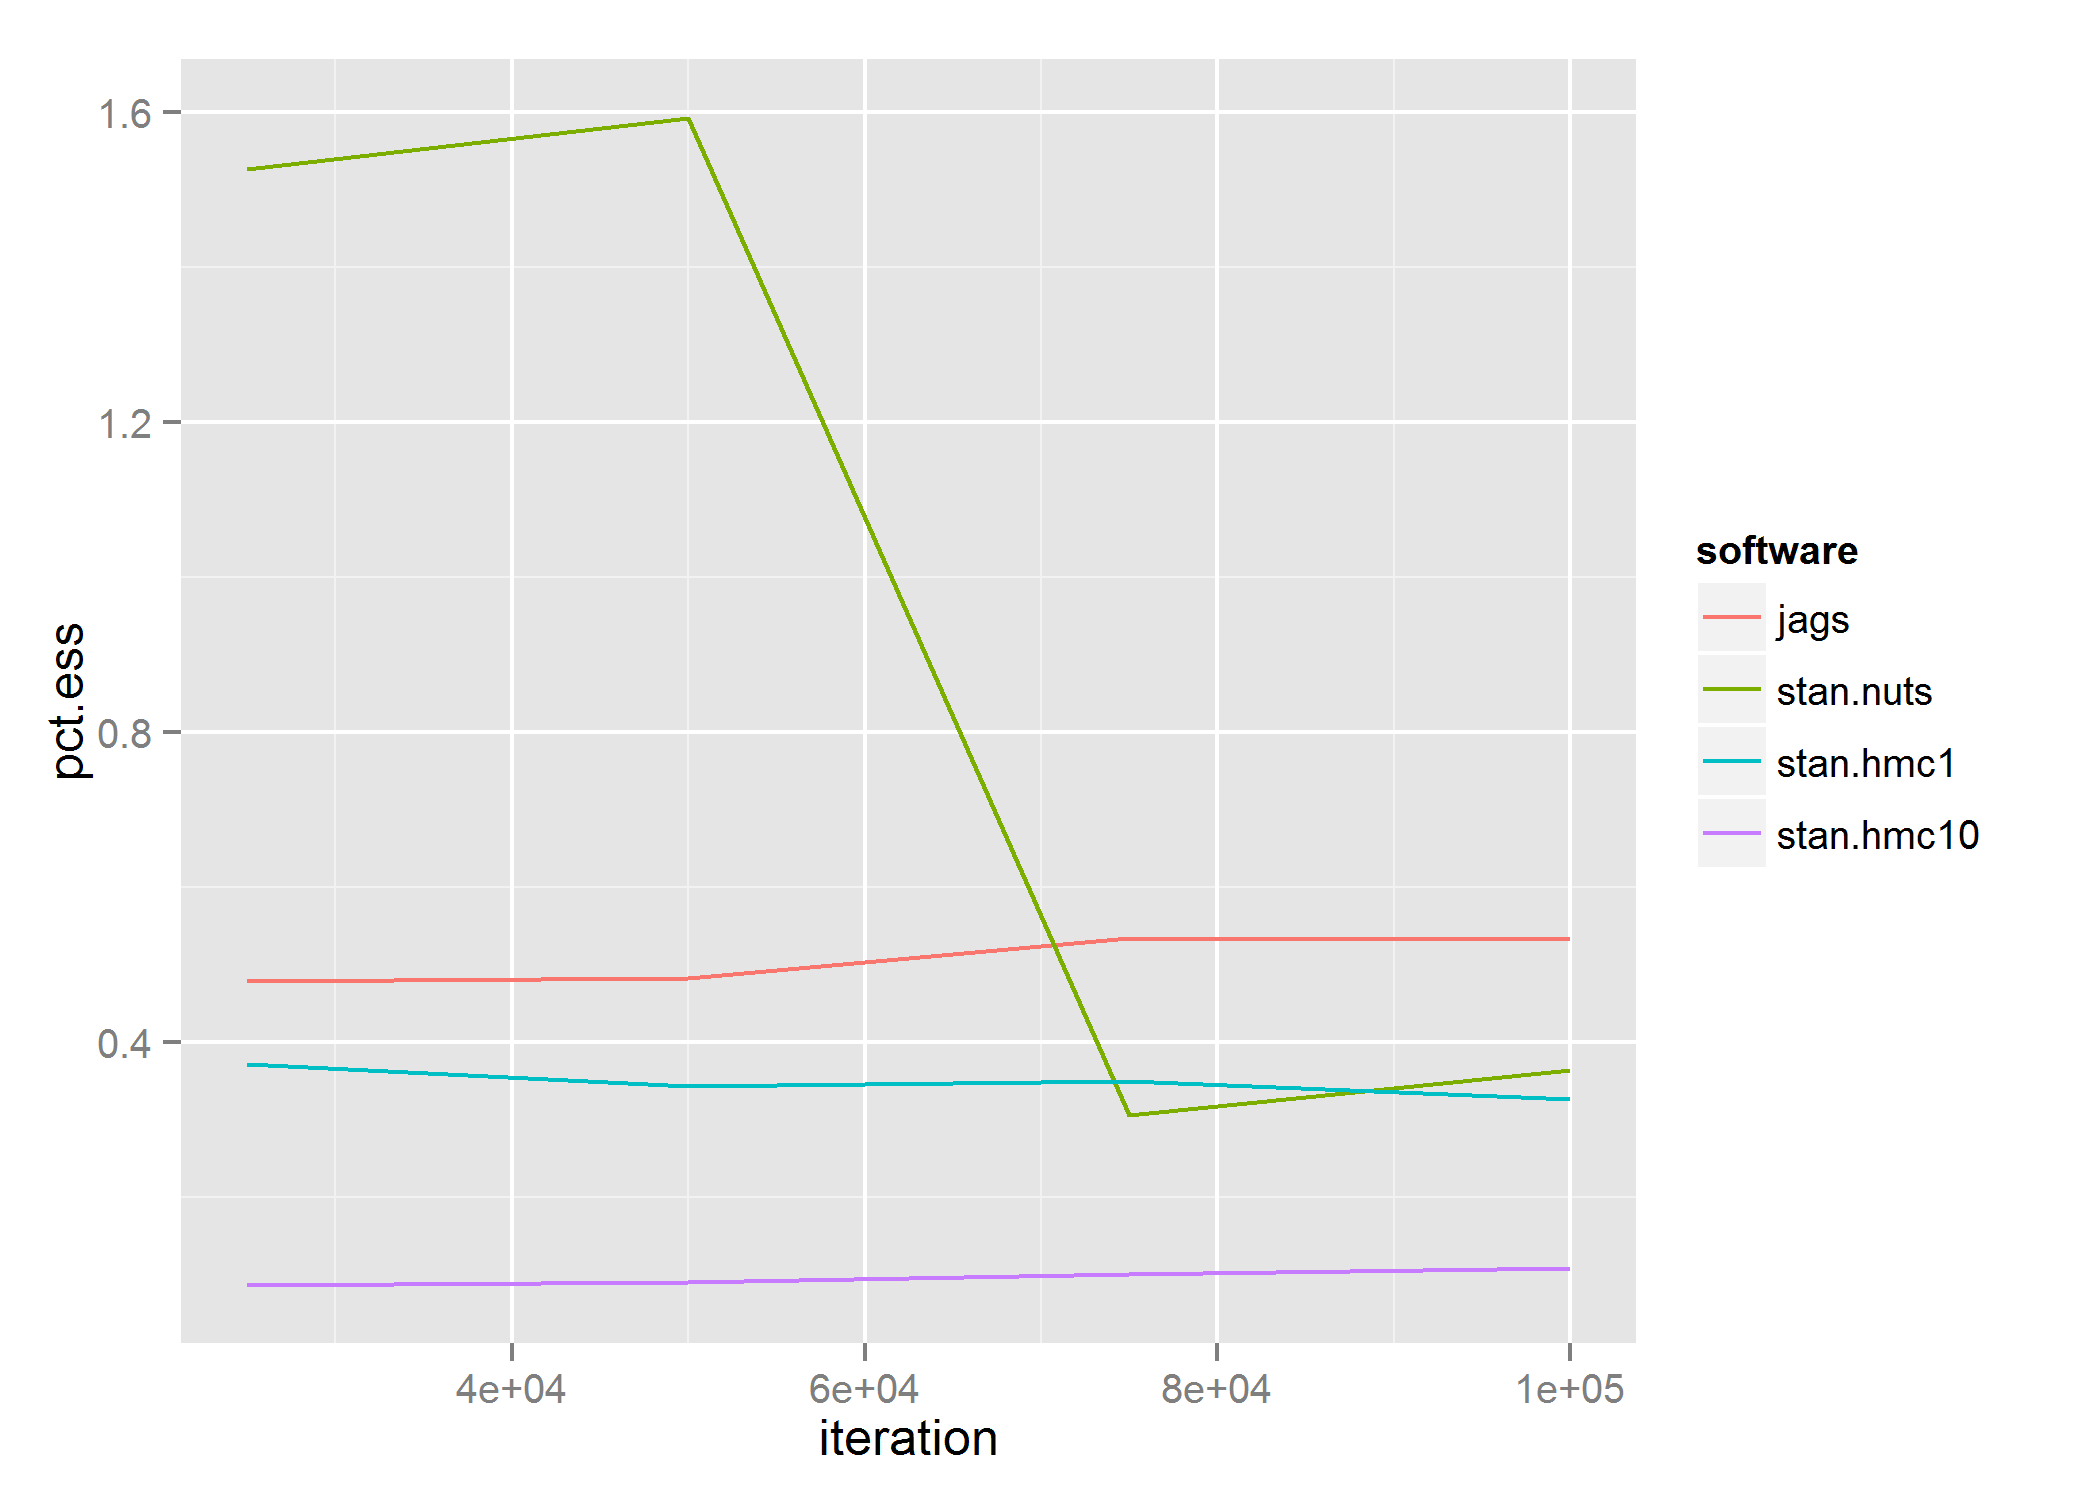 1.6
1.2
0.8
0.4
pct.ess
4e+04
6e+04
8e+04
1e+05
iteration
software
jags
stan.nuts
stan.hmc1
stan.hmc10